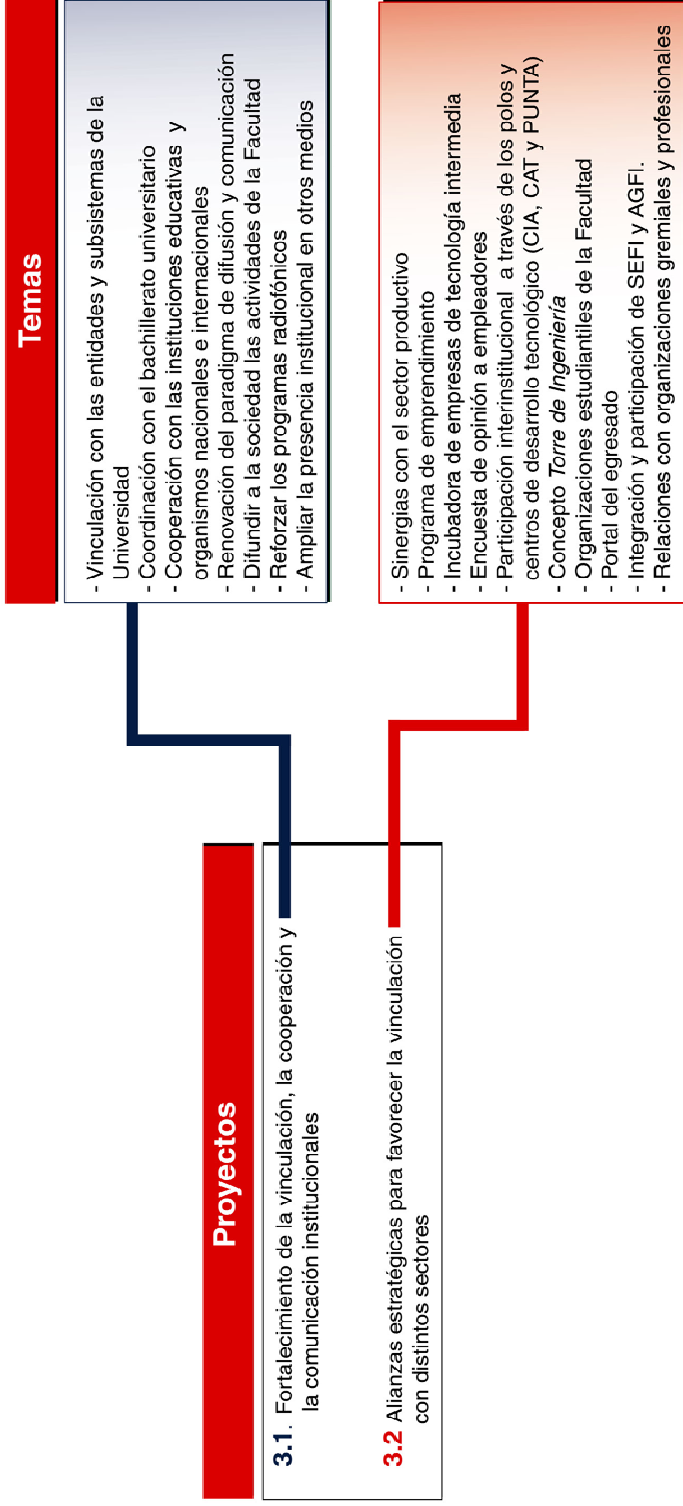 Proyectos
3.1. Fortalecimiento de la vinculación, la cooperación y
la comunicación institucionales
3.2 Alianzas estratégicas para favorecer la vinculación
con distintos sectores
Temas
- Vinculación con las entidades y subsistemas de la
Universidad
- Coordinación con el bachillerato universitario
- Cooperación con las instituciones educativas y
organismos nacionales e internacionales
- Renovación del paradigma de difusión y comunicación
- Difundir a la sociedad las actividades de la Facultad
- Reforzar los programas radiofónicos
- Ampliar la presencia institucional en otros medios
- Sinergias con el sector productivo
- Programa de emprendimiento
- Incubadora de empresas de tecnología intermedia
- Encuesta de opinión a empleadores
- Participación interinstitucional a través de los polos y
centros de desarrollo tecnológico (CIA, CAT y PUNTA)
- Concepto Torre de Ingeniería
- Organizaciones estudiantiles de la Facultad
- Portal del egresado
- Integración y participación de SEFI y AGFI.
- Relaciones con organizaciones gremiales y profesionales